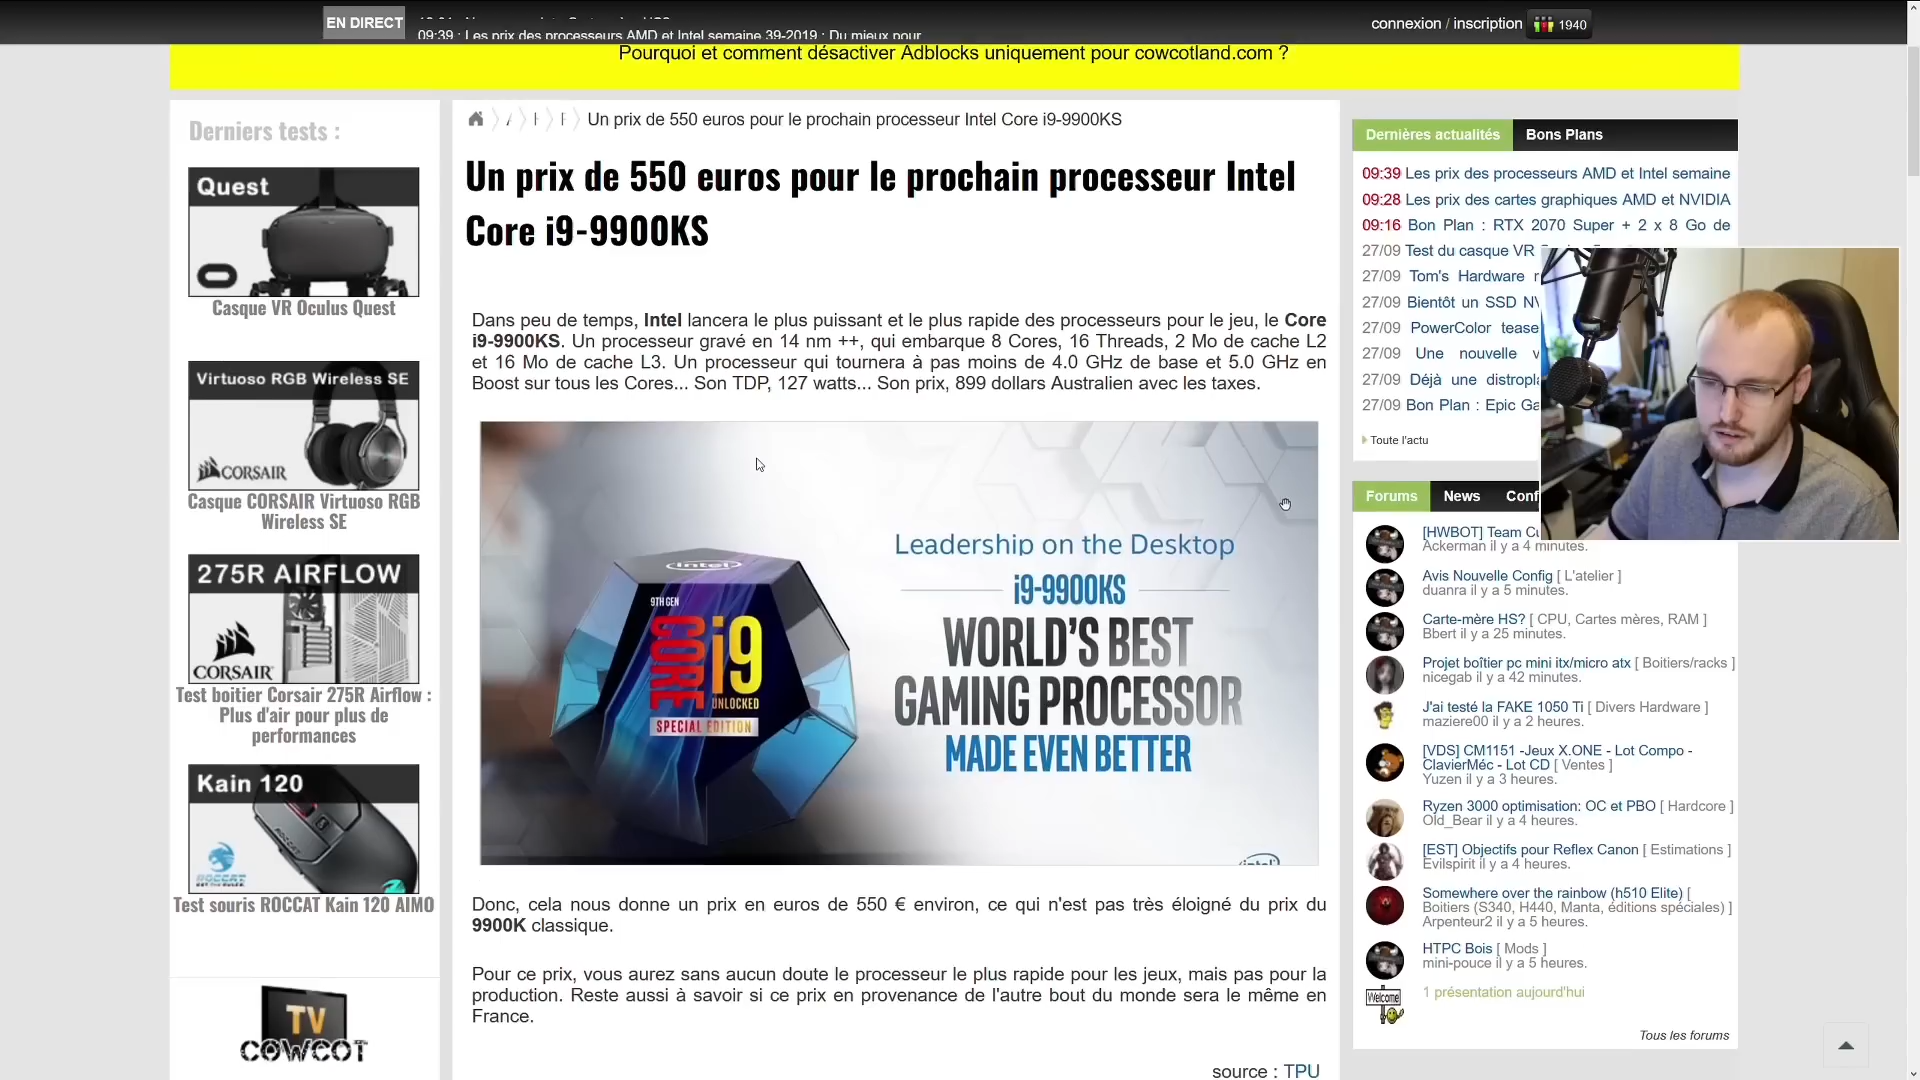 EN DIRECT
09:39 : Les prix des processeurs AMD et Intel semaine 39-2019 : Du mieux pour
connexion / inscription
1940
Pourquoi et comment désactiver Adblocks uniquement pour cowcotland.com ?
Derniers tests :
Quest
Casque VR Oculus Quest
Virtuoso RGB Wireless SE
CORSAIR
Casque CORSAIR Virtuoso RGB
Wireless SE
275R AIRFLOW
CORSAIR
Test boitier Corsair 275R Airflow :
Plus d'air pour plus de
performances
Kain 120
ROCCAT
Test souris ROCCAT Kain 120 AIMO
TV
COWCOT
Un prix de 550 euros pour le prochain processeur Intel Core i9-9900KS
Un prix de 550 euros pour le prochain processeur Intel
Core i9-9900KS
Dans peu de temps, Intel lancera le plus puissant et le plus rapide des processeurs pour le jeu, le Core
i9-9900KS. Un processeur gravé en 14 nm ++, qui embarque 8 Cores, 16 Threads, 2 Mo de cache L2
et 16 Mo de cache L3. Un processeur qui tournera à pas moins de 4.0 GHz de base et 5.0 GHz en
Boost sur tous les Cores... Son TDP, 127 watts... Son prix, 899 dollars Australien avec les taxes.
intel
9TH GEN
CORE i9
UNLOCKED
SPECIAL EDITION
Leadership on the Desktop
i9-9900KS
WORLD'S BEST
GAMING PROCESSOR
MADE EVEN BETTER
intel
Donc, cela nous donne un prix en euros de 550 € environ, ce qui n'est pas très éloigné du prix du
9900K classique.
Pour ce prix, vous aurez sans aucun doute le processeur le plus rapide pour les jeux, mais pas pour la
production. Reste aussi à savoir si ce prix en provenance de l'autre bout du monde sera le même en
France.
source : TPU
Dernières actualités
Bons Plans
09:39 Les prix des processeurs AMD et Intel semaine
09:28 Les prix des cartes graphiques AMD et NVIDIA
09:16 Bon Plan : RTX 2070 Super + 2 x 8 Go de
27/09 Test du casque VR
27/09 Tom's Hardware
27/09 Bientôt un SSD
27/09 PowerColor tease
27/09 Une nouvelle
27/09 Déjà une
27/09 Bon Plan : Epic
Toute l'actu
Forums News
[HWBOT] Team
Ackerman il y a 4 minutes.
Avis Nouvelle Config [ L'atelier ]
duanra il y a 5 minutes.
Carte-mère HS? [ CPU, Cartes mères, RAM ]
Bbert il y a 25 minutes.
Projet boîtier pc mini itx/micro atx [ Boitiers/racks ]
nicegab il y a 42 minutes.
J'ai testé la FAKE 1050 Ti [ Divers Hardware ]
maziere00 il y a 2 heures.
[VDS] CM1151 -Jeux X.ONE - Lot Compo -
ClavierMéc - Lot CD [ Ventes ]
Yuzen il y a 3 heures.
Ryzen 3000 optimisation: OC et PBO [ Hardcore ]
Old_Bear il y a 4 heures.
[EST] Objectifs pour Reflex Canon [ Estimations ]
Evilspirit il y a 4 heures.
Somewhere over the rainbow (h510 Elite) [
Boitiers (S340, H440, Manta, éditions spéciales) ]
Arpenteur2 il y a 5 heures.
HTPC Bois [ Mods ]
mini-pouce il y a 5 heures.
Welcome
1 présentation aujourd'hui
Tous les forums